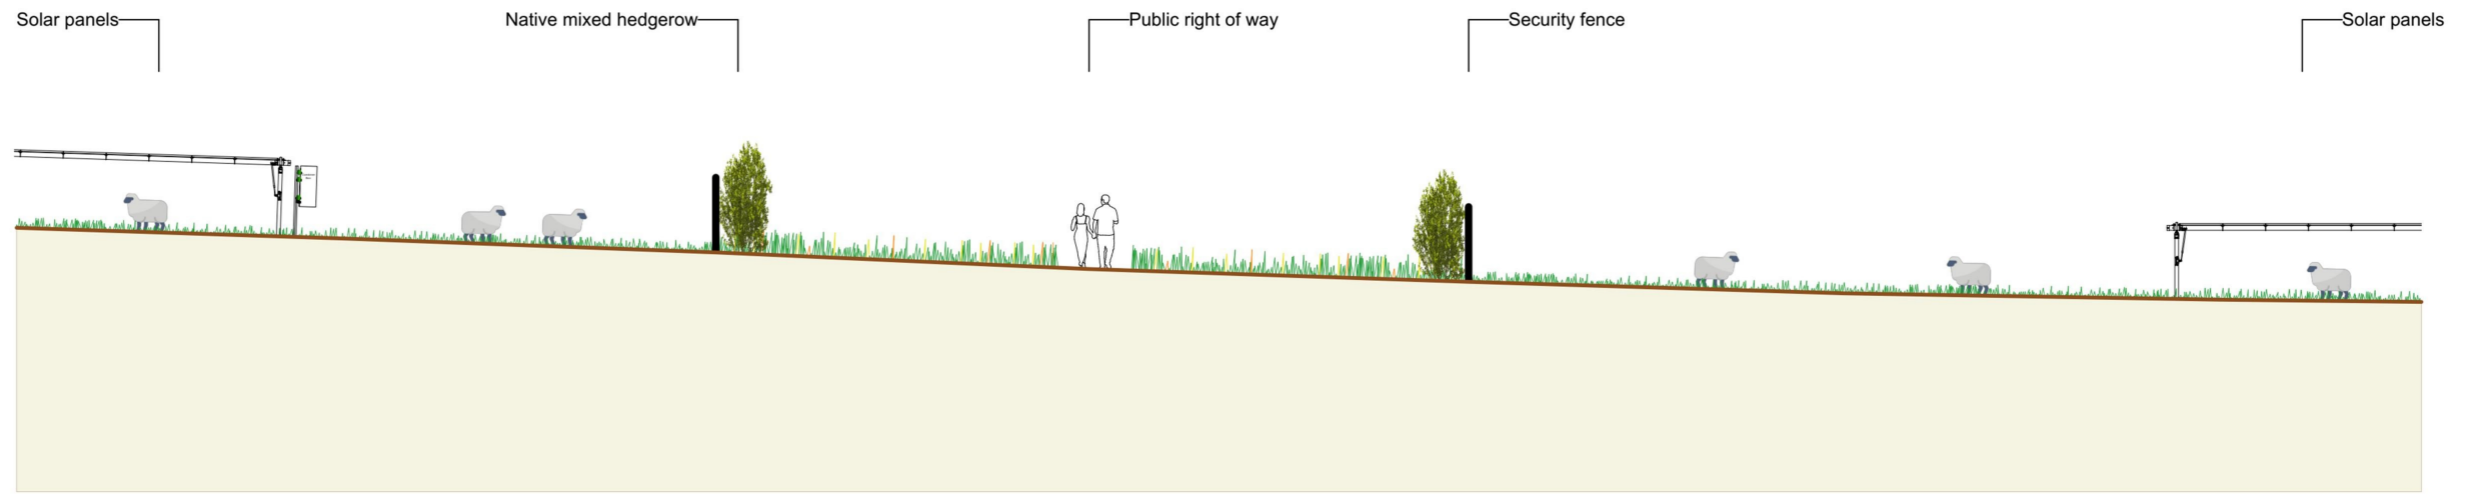 Solar panels
Native mixed hedgerow
Public right of way
Security fence
Solar panels